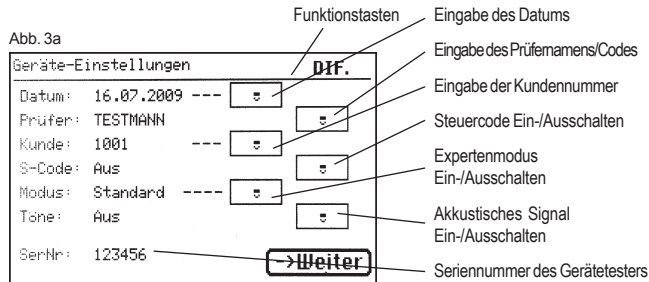 Funktionstasten
Eingabe des Datums
Abb. 3a
Geräte-Einstellungen DIF.
Eingabe des Prüfernamens/Codes
Datum: 16.07.2009 ----
Eingabe der Kundennummer
Prüfer: TESTMANN
Steuercode Ein-/Ausschalten
Kunde: 1001 ----
S-Code: Aus
Expertenmodus
Ein-/Ausschalten
Modus: Standard ----
Töne: Aus
Akkustisches Signal
Ein-/Ausschalten
SerNr: 123456
->Weiter
Seriennummer des Gerätetesters